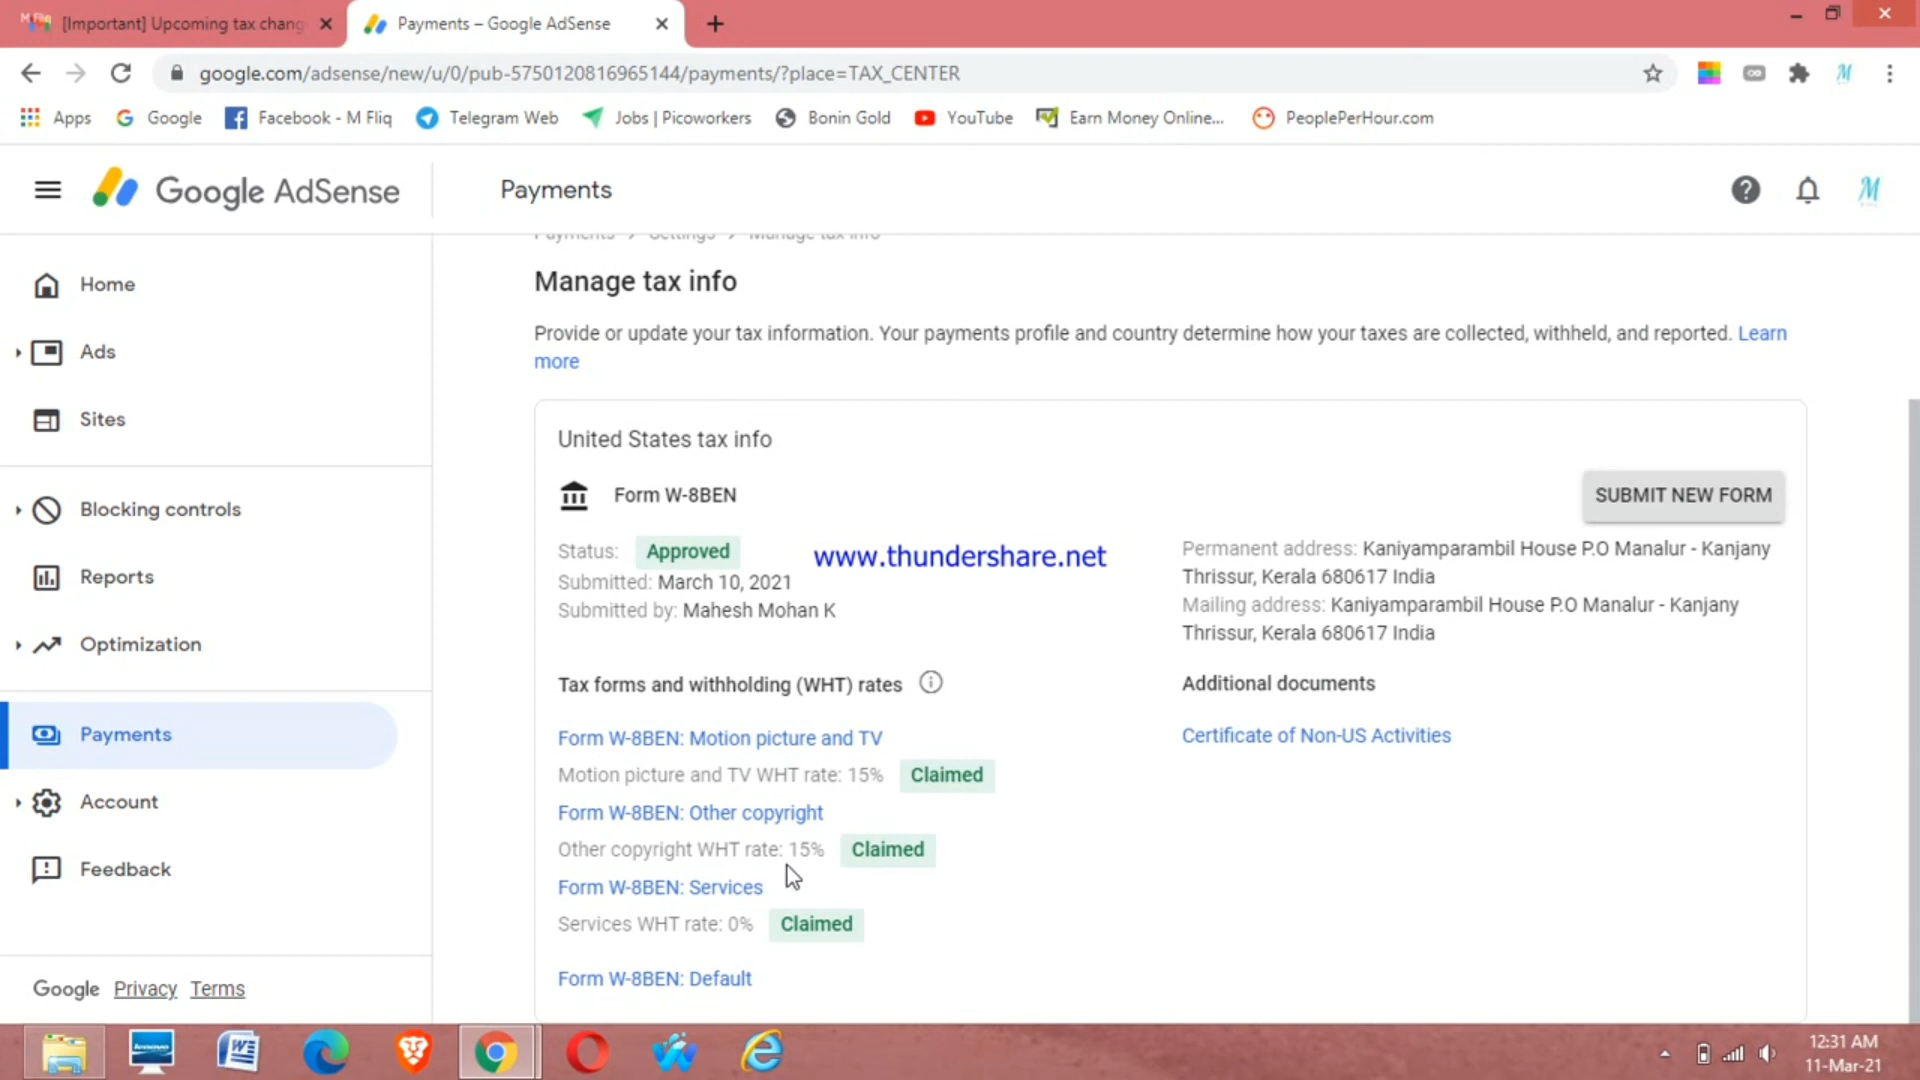 [Important] Upcoming tax chang
Payments – Google AdSense
google.com/adsense/new/u/0/pub-5750120816965144/payments/?place=TAX_CENTER
Apps Google Facebook - M Fliq Telegram Web Jobs | Picoworkers Bonin Gold YouTube Earn Money Online... PeoplePerHour.com
Google AdSense
Payments
Home
Ads
Sites
Blocking controls
Reports
Optimization
Payments
Account
Feedback
Google Privacy Terms
Payments > Settings > Manage tax info
Manage tax info
Provide or update your tax information. Your payments profile and country determine how your taxes are collected, withheld, and reported. Learn
more
United States tax info
Form W-8BEN
SUBMIT NEW FORM
Status: Approved
Submitted: March 10, 2021
Submitted by: Mahesh Mohan K
www.thundershare.net
Permanent address: Kaniyamparambil House P.O Manalur - Kanjany
Thrissur, Kerala 680617 India
Mailing address: Kaniyamparambil House P.O Manalur - Kanjany
Thrissur, Kerala 680617 India
Tax forms and withholding (WHT) rates
Form W-8BEN: Motion picture and TV
Motion picture and TV WHT rate: 15% Claimed
Form W-8BEN: Other copyright
Other copyright WHT rate: 15% Claimed
Form W-8BEN: Services
Services WHT rate: 0% Claimed
Form W-8BEN: Default
Additional documents
Certificate of Non-US Activities
12:31 AM
11-Mar-21